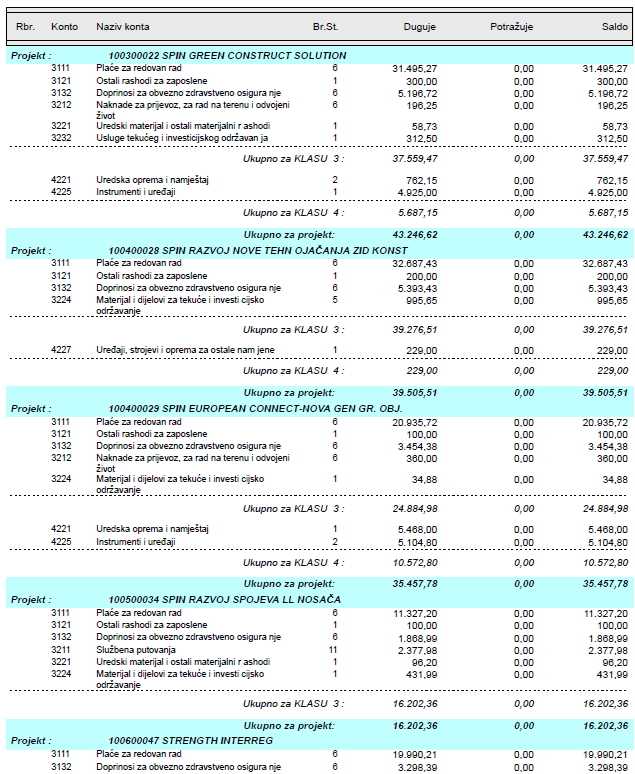 Rbr. Konto Naziv konta Br.St. Duguje Potražuje Saldo
Projekt : 100300022 SPIN GREEN CONSTRUCT SOLUTION
3111 Plaće za redovan rad 6 31.495,27 0,00 31.495,27
3121 Ostali rashodi za zaposlene 1 300,00 0,00 300,00
3132 Doprinosi za obvezno zdravstveno osigura nje 6 5.196,72 0,00 5.196,72
3212 Naknade za prijevoz, za rad na terenu i odvojeni 6 196,25 0,00 196,25
život
3221 Uredski materijal i ostali materijalni r ashodi 1 58,73 0,00 58,73
3232 Usluge tekućeg i investicijskog održavan ja 1 312,50 0,00 312,50
Ukupno za KLASU 3 : 37.559,47 0,00 37.559,47
4221 Uredska oprema i namještaj 2 762,15 0,00 762,15
4225 Instrumenti i uređaji 1 4.925,00 0,00 4.925,00
Ukupno za KLASU 4 : 5.687,15 0,00 5.687,15
Ukupno za projekt: 43.246,62 0,00 43.246,62
Projekt : 100400028 SPIN RAZVOJ NOVE TEHN OJAČANJA ZID KONST
3111 Plaće za redovan rad 6 32.687,43 0,00 32.687,43
3121 Ostali rashodi za zaposlene 1 200,00 0,00 200,00
3132 Doprinosi za obvezno zdravstveno osigura nje 6 5.393,43 0,00 5.393,43
3224 Materijal i dijelovi za tekuće i investi cijsko 5 995,65 0,00 995,65
održavanje
Ukupno za KLASU 3 : 39.276,51 0,00 39.276,51
4227 Uređaji, strojevi i oprema za ostale nam jene 1 229,00 0,00 229,00
Ukupno za KLASU 4 : 229,00 0,00 229,00
Ukupno za projekt: 39.505,51 0,00 39.505,51
Projekt : 100400029 SPIN EUROPEAN CONNECT-NOVA GEN GR. OBJ.
3111 Plaće za redovan rad 6 20.935,72 0,00 20.935,72
3121 Ostali rashodi za zaposlene 1 100,00 0,00 100,00
3132 Doprinosi za obvezno zdravstveno osigura nje 6 3.454,38 0,00 3.454,38
3212 Naknade za prijevoz, za rad na terenu i odvojeni 6 360,00 0,00 360,00
život
3224 Materijal i dijelovi za tekuće i investi cijsko 1 34,88 0,00 34,88
održavanje
Ukupno za KLASU 3 : 24.884,98 0,00 24.884,98
4221 Uredska oprema i namještaj 1 5.468,00 0,00 5.468,00
4225 Instrumenti i uređaji 2 5.104,80 0,00 5.104,80
Ukupno za KLASU 4 : 10.572,80 0,00 10.572,80
Ukupno za projekt: 35.457,78 0,00 35.457,78
Projekt : 100500034 SPIN RAZVOJ SPOJEVA LL NOSAČA
3111 Plaće za redovan rad 6 11.327,20 0,00 11.327,20
3121 Ostali rashodi za zaposlene 1 100,00 0,00 100,00
3132 Doprinosi za obvezno zdravstveno osigura nje 6 1.868,99 0,00 1.868,99
3211 Službena putovanja 11 2.377,98 0,00 2.377,98
3221 Uredski materijal i ostali materijalni r ashodi 1 96,20 0,00 96,20
3224 Materijal i dijelovi za tekuće i investi cijsko 1 431,99 0,00 431,99
održavanje
Ukupno za KLASU 3 : 16.202,36 0,00 16.202,36
Ukupno za projekt: 16.202,36 0,00 16.202,36
Projekt : 100600047 STRENGTH INTERREG
3111 Plaće za redovan rad 6 19.990,21 0,00 19.990,21
3132 Doprinosi za obvezno zdravstveno osigura nje 6 3.298,39 0,00 3.298,39